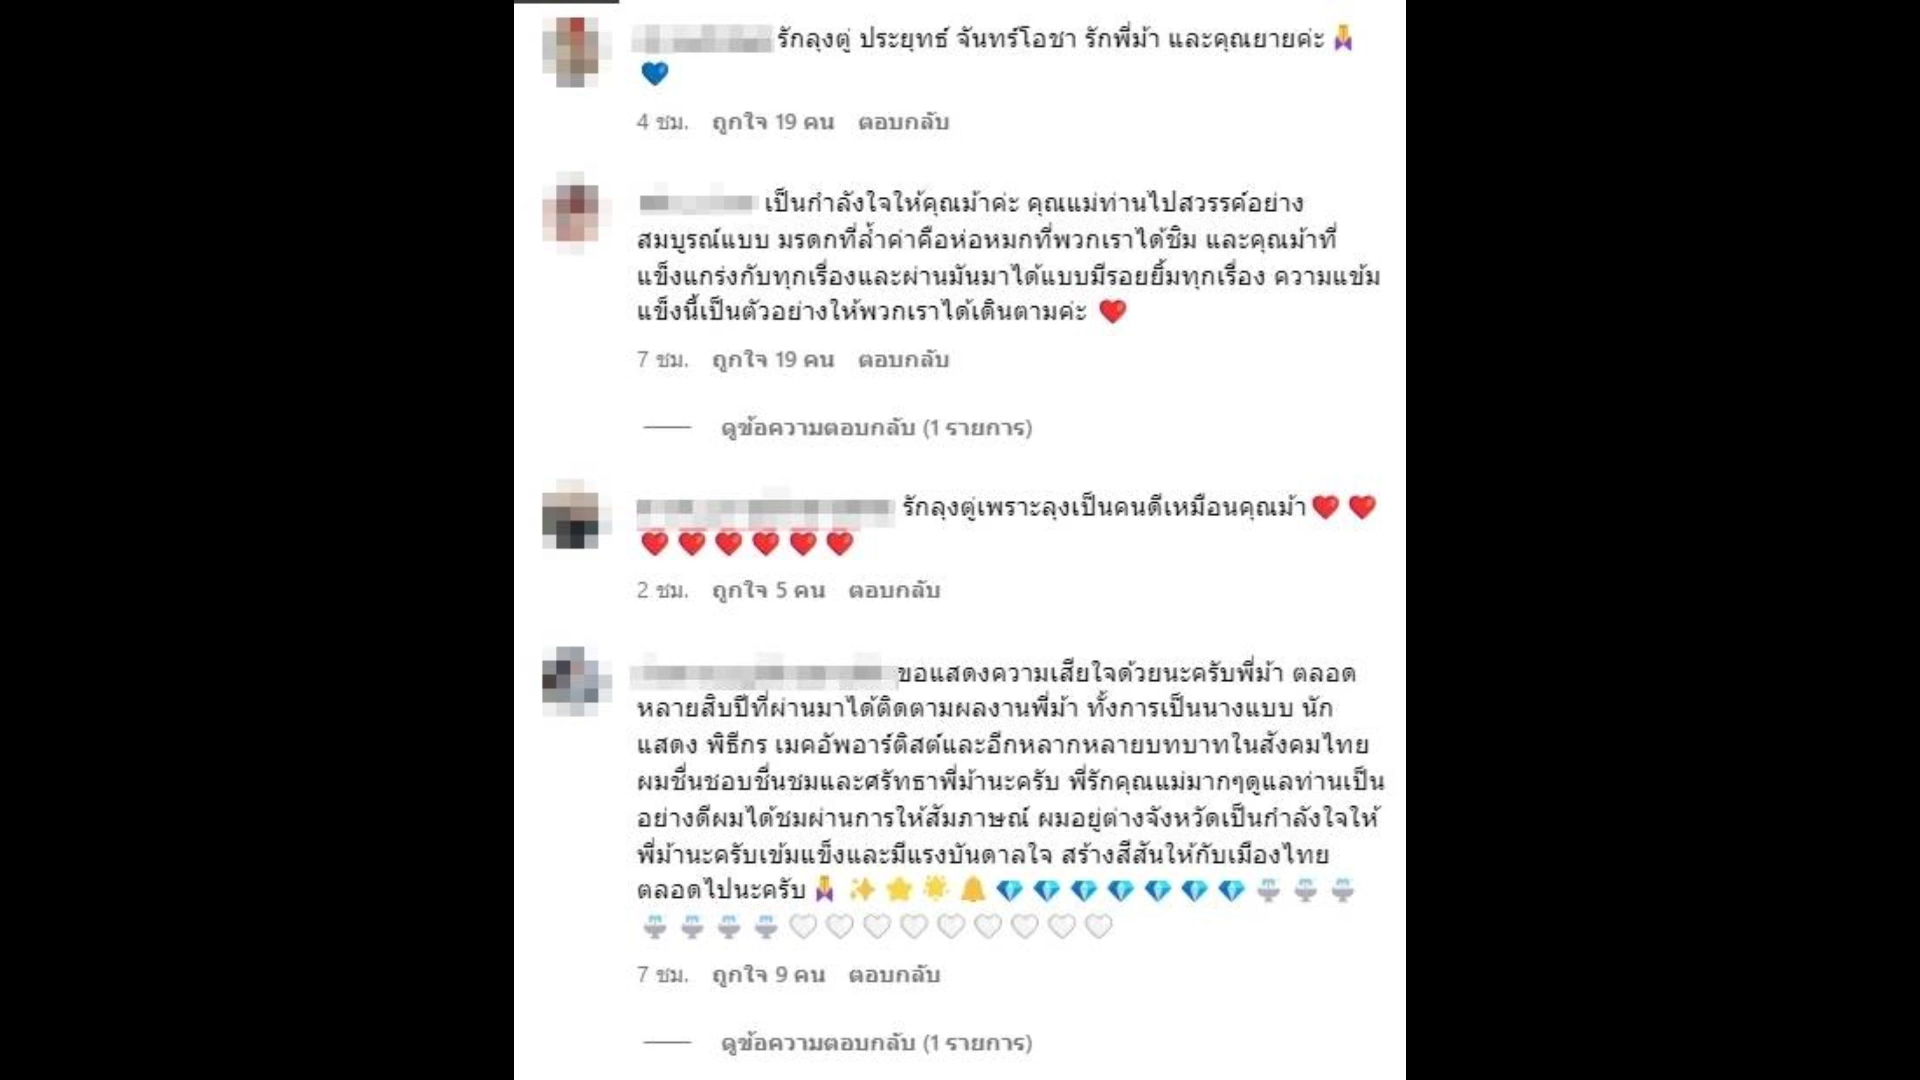 รักลุงตู่ ประยุทธ์ จันทร์โอชา รักพี่ม้า และคุณยายค่ะ
4 ชม. ถูกใจ 19 คน ตอบกลับ
เป็นกำลังใจให้คุณม้าค่ะ คุณแม่ท่านไปสวรรค์อย่าง
สมบูรณ์แบบ มรดกที่ล้ำค่าคือห่อหมกที่พวกเราได้ชิม และคุณม้าที่
แข็งแกร่งกับทุกเรื่องและผ่านมันมาได้แบบมีรอยยิ้มทุกเรื่อง ความแข้ม
แข็งนี้เป็นตัวอย่างให้พวกเราได้เดินตามค่ะ ❤️
7 ชม. ถูกใจ 19 คน ตอบกลับ
ดูข้อความตอบกลับ (1 รายการ)
รักลุงตู่เพราะลุงเป็นคนดีเหมือนคุณม้า
2 ชม. ถูกใจ 5 คน ตอบกลับ
ขอแสดงความเสียใจด้วยนะครับพี่ม้า ตลอด
หลายสิบปีที่ผ่านมาได้ติดตามผลงานพี่ม้า ทั้งการเป็นนางแบบ นัก
แสดง พิธีกร เมคอัพอาร์ติสต์และอีกหลากหลายบทบาทในสังคมไทย
ผมชื่นชอบชื่นชมและศรัทธาพี่ม้านะครับ พี่รักคุณแม่มากๆดูแลท่านเป็น
อย่างดีผมได้ชมผ่านการให้สัมภาษณ์ ผมอยู่ต่างจังหวัดเป็นกำลังใจให้
พี่ม้านะครับเข้มแข็งและมีแรงบันดาลใจ สร้างสีสันให้กับเมืองไทย
ตลอดไปนะครับ
7 ชม. ถูกใจ 9 คน ตอบกลับ
ดูข้อความตอบกลับ (1 รายการ)